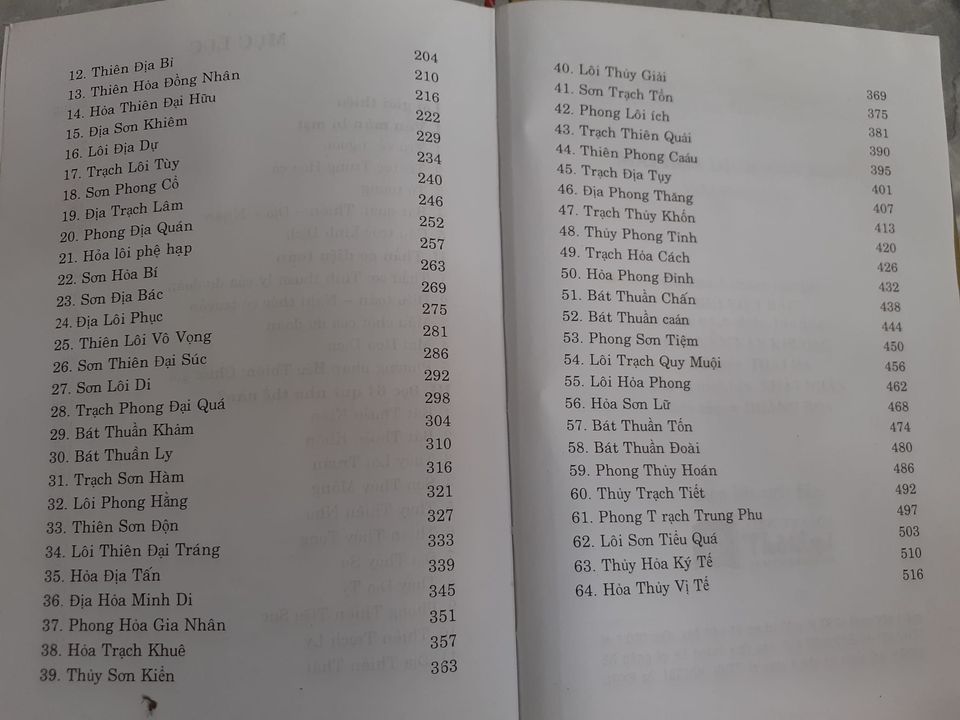 12. Thiên Địa Bỉ 204
13. Thiên Hỏa Đồng Nhân 210
14. Hỏa Thiên Đại Hữu 216
15. Địa Sơn Khiêm 222
16. Lôi Địa Dự 229
17. Trạch Lôi Tùy 234
18. Sơn Phong Cổ 240
19. Địa Trạch Lâm 246
20. Phong Địa Quán 252
21. Hỏa lôi phệ hạp 257
22. Sơn Hỏa Bí 263
23. Sơn Địa Bác 269
24. Địa Lôi Phục 275
25. Thiên Lôi Vô Vọng 281
26. Sơn Thiên Đại Súc 286
27. Sơn Lôi Di 292
28. Trạch Phong Đại Quá 298
29. Bát Thuần Khảm 304
30. Bát Thuần Ly 310
31. Trạch Sơn Hàm 316
32. Lôi Phong Hằng 321
33. Thiên Sơn Độn 327
34. Lôi Thiên Đại Tráng 333
35. Hỏa Địa Tấn 339
36. Địa Hỏa Minh Di 345
37. Phong Hỏa Gia Nhân 351
38. Hỏa Trạch Khuê 357
39. Thủy Sơn Kiển 363
40. Lôi Thủy Giải 369
41. Sơn Trạch Tổn 375
42. Phong Lôi ích 381
43. Trạch Thiên Quái 390
44. Thiên Phong Caáu 395
45. Trạch Địa Tụy 401
46. Địa Phong Thăng 407
47. Trạch Thủy Khốn 413
48. Thủy Phong Tỉnh 420
49. Trạch Hỏa Cách 426
50. Hỏa Phong Đỉnh 432
51. Bát Thuần Chấn 438
52. Bát Thuần caán 444
53. Phong Sơn Tiệm 450
54. Lôi Trạch Quy Muội 456
55. Lôi Hỏa Phong 462
56. Hỏa Sơn Lữ 468
57. Bát Thuần Tốn 474
58. Bát Thuần Đoài 480
59. Phong Thủy Hoán 486
60. Thủy Trạch Tiết 492
61. Phong T rạch Trung Phu 497
62. Lôi Sơn Tiểu Quá 503
63. Thủy Hỏa Ký Tế 510
64. Hỏa Thủy Vị Tế 516